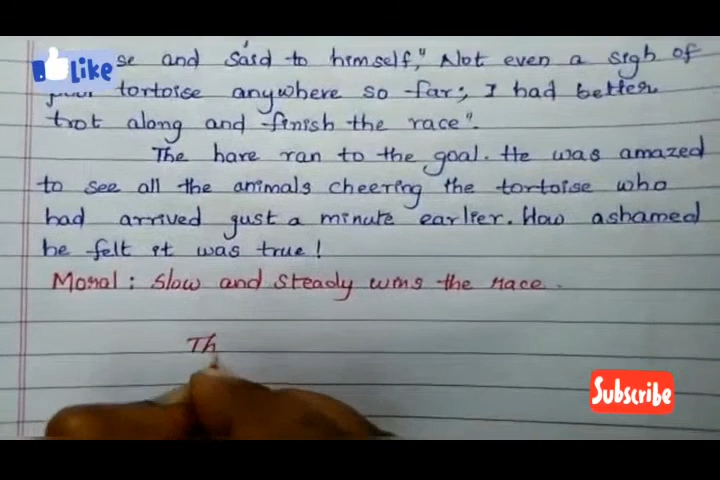 Like
se and said to himself," Not even a sigh of
tortoise anywhere so far; I had better
trot along and finish the race".
The hare ran to the goal. He was amazed
to see all the animals cheering the tortoise who
had arrived just a minute earlier. How ashamed
he felt it was true!
Moral: Slow and Steady wins the race.
Th
Subscribe